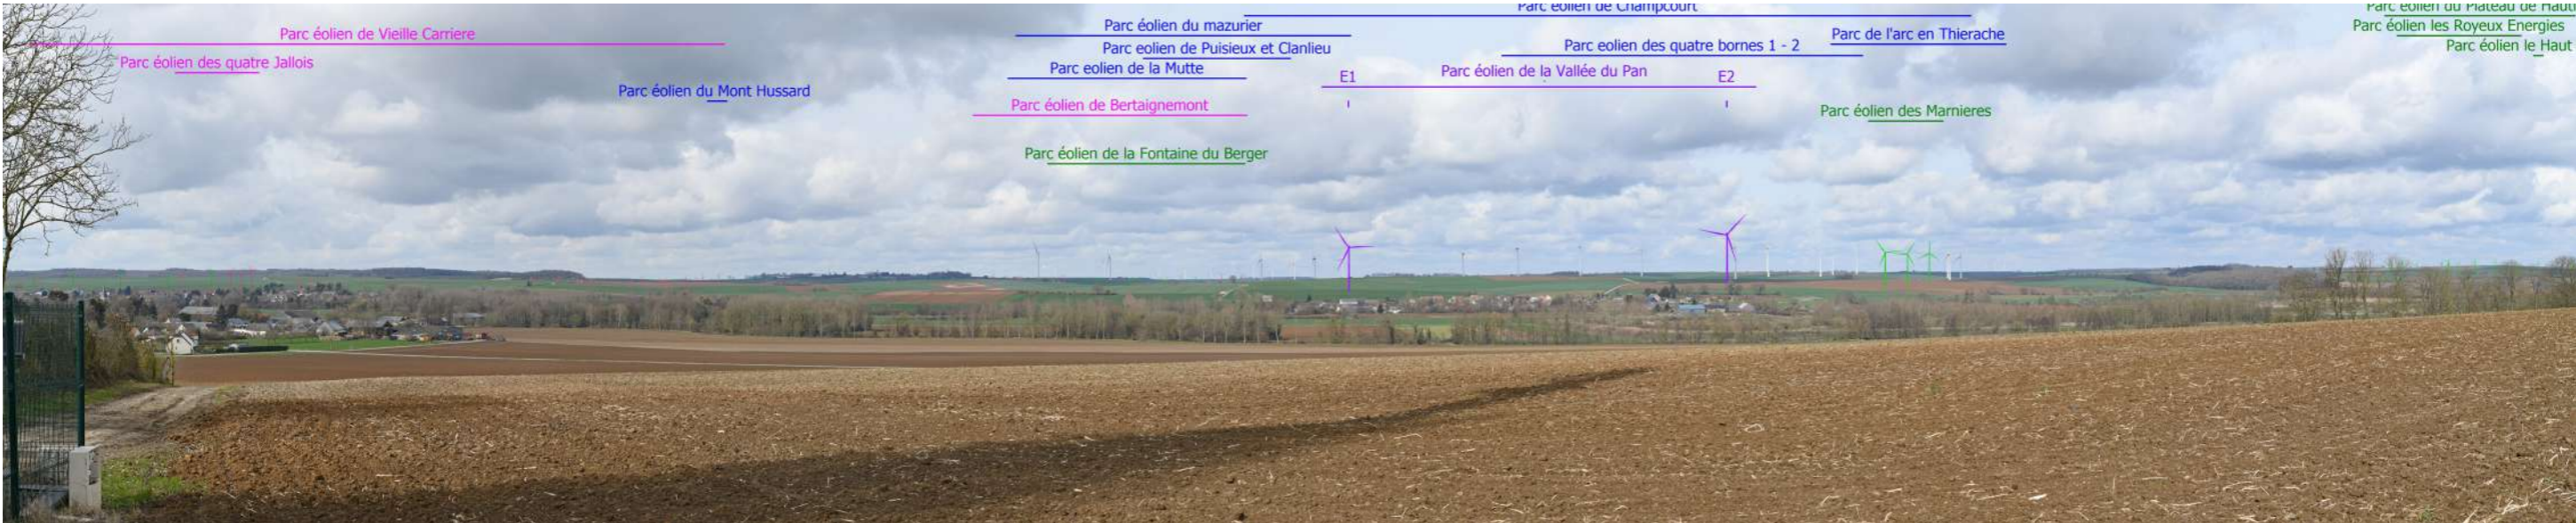 Parc eolien de Champcourt
Parc éolien du Plateau de Haut
Parc éolien du mazurier
Parc éolien les Royeux Energies
Parc éolien de Vieille Carriere
Parc de l'arc en Thierache
Parc eolien de Puisieux et Clanlieu
Parc eolien des quatre bornes 1 - 2
Parc éolien le Haut
Parc éolien des quatre Jallois
Parc eolien de la Mutte
Parc éolien de la Vallée du Pan
E1
E2
Parc éolien du Mont Hussard
Parc éolien de Bertaignemont
Parc éolien des Marnieres
Parc éolien de la Fontaine du Berger